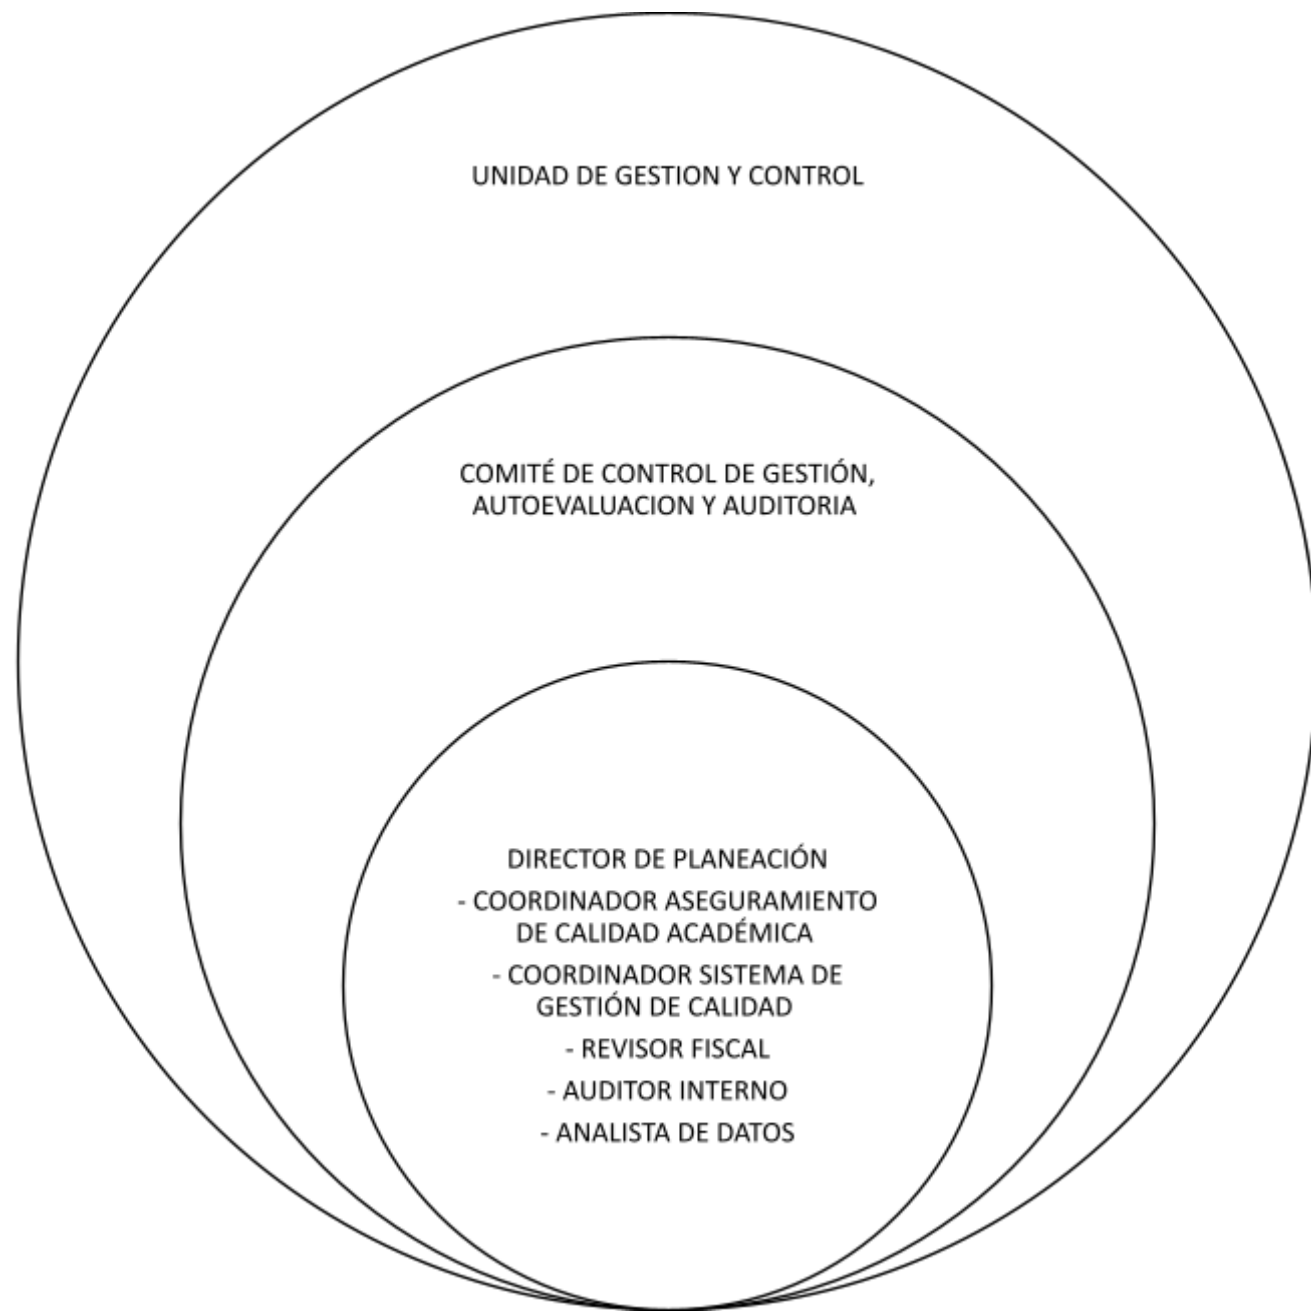 UNIDAD DE GESTION Y CONTROL
COMITÉ DE CONTROL DE GESTIÓN,
AUTOEVALUACION Y AUDITORIA
DIRECTOR DE PLANEACIÓN
- COORDINADOR ASEGURAMIENTO
DE CALIDAD ACADÉMICA
- COORDINADOR SISTEMA DE
GESTIÓN DE CALIDAD
- REVISOR FISCAL
- AUDITOR INTERNO
- ANALISTA DE DATOS